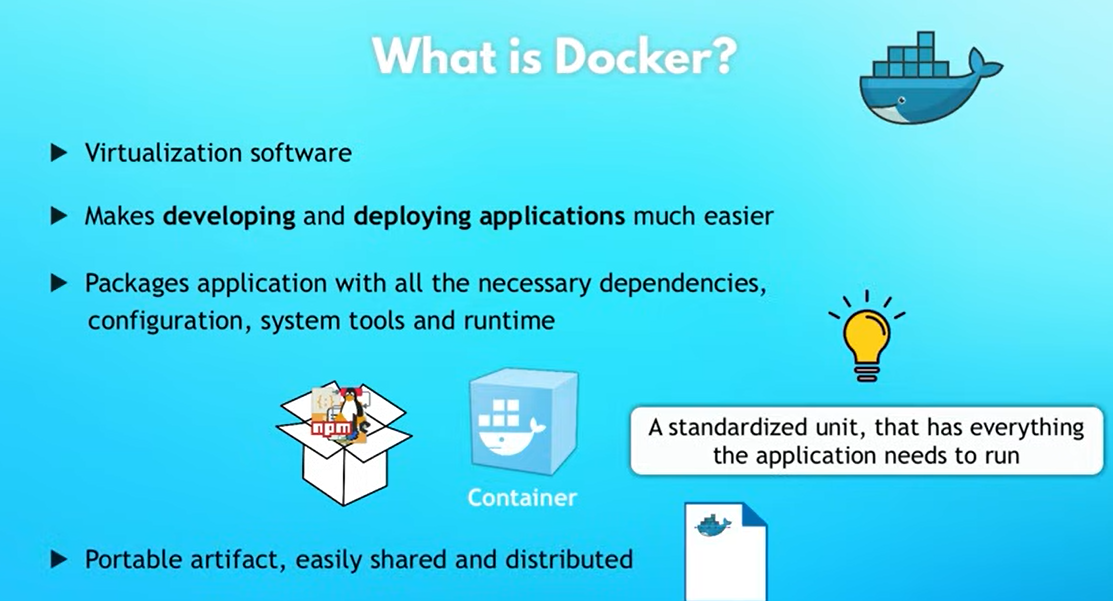 What is Docker?
Virtualization software
Makes developing and deploying applications much easier
Packages application with all the necessary dependencies,
configuration, system tools and runtime
npm
Container
A standardized unit, that has everything
the application needs to run
Portable artifact, easily shared and distributed